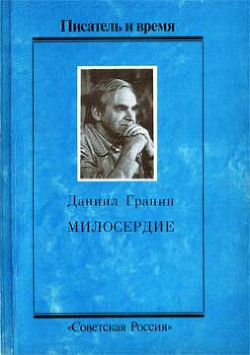 Писатель и время
Даниил Гранин
МИЛОСЕРДИЕ
«Советская Россия»